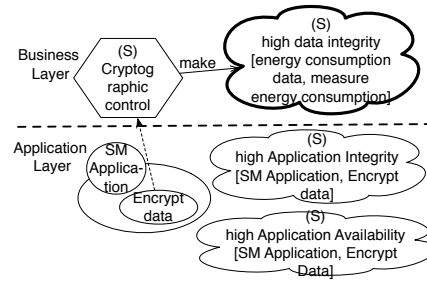 Business
Layer
(S)
Cryptog
raphic
control
make
(S)
high data integrity
[energy consumption
data, measure
energy consumption]
Application
Layer
SM
Applica-
tion
Encrypt
data
(S)
high Application Integrity
[SM Application, Encrypt
data]
(S)
high Application Availability
[SM Application, Encrypt
Data]